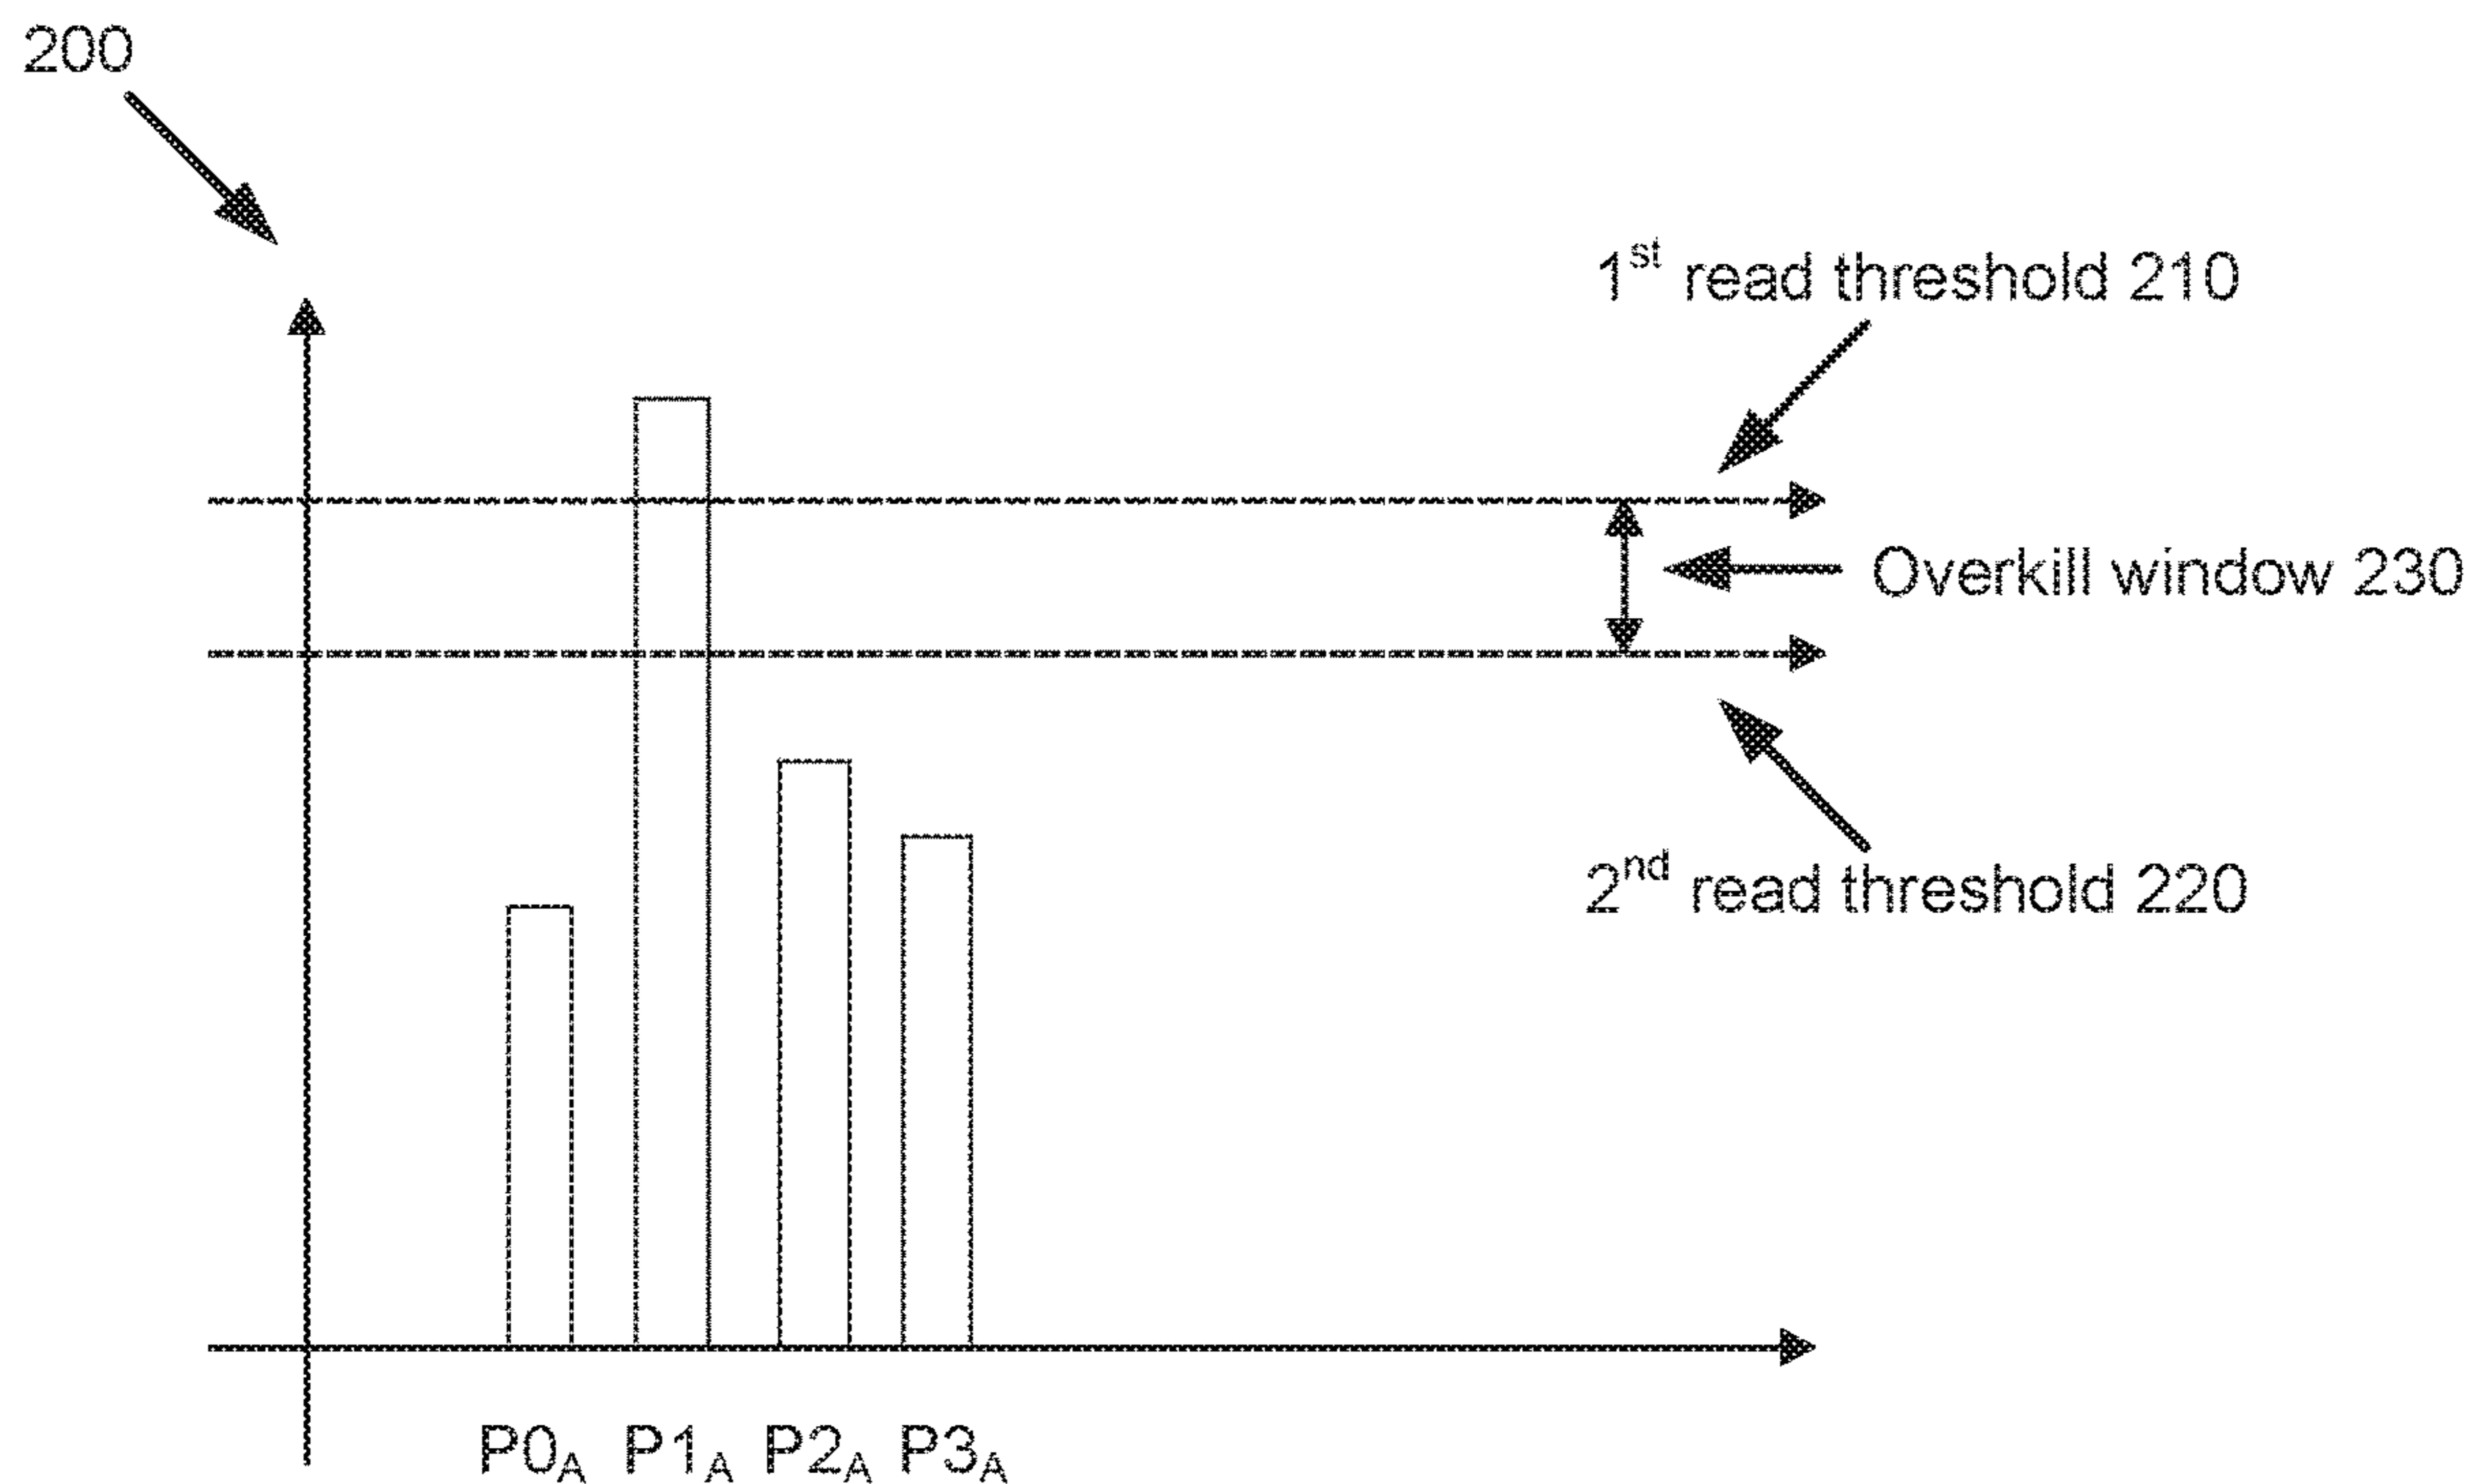 200
1st read threshold 210
Overkill window 230
2nd read threshold 220
P0A P1A P2A P3A